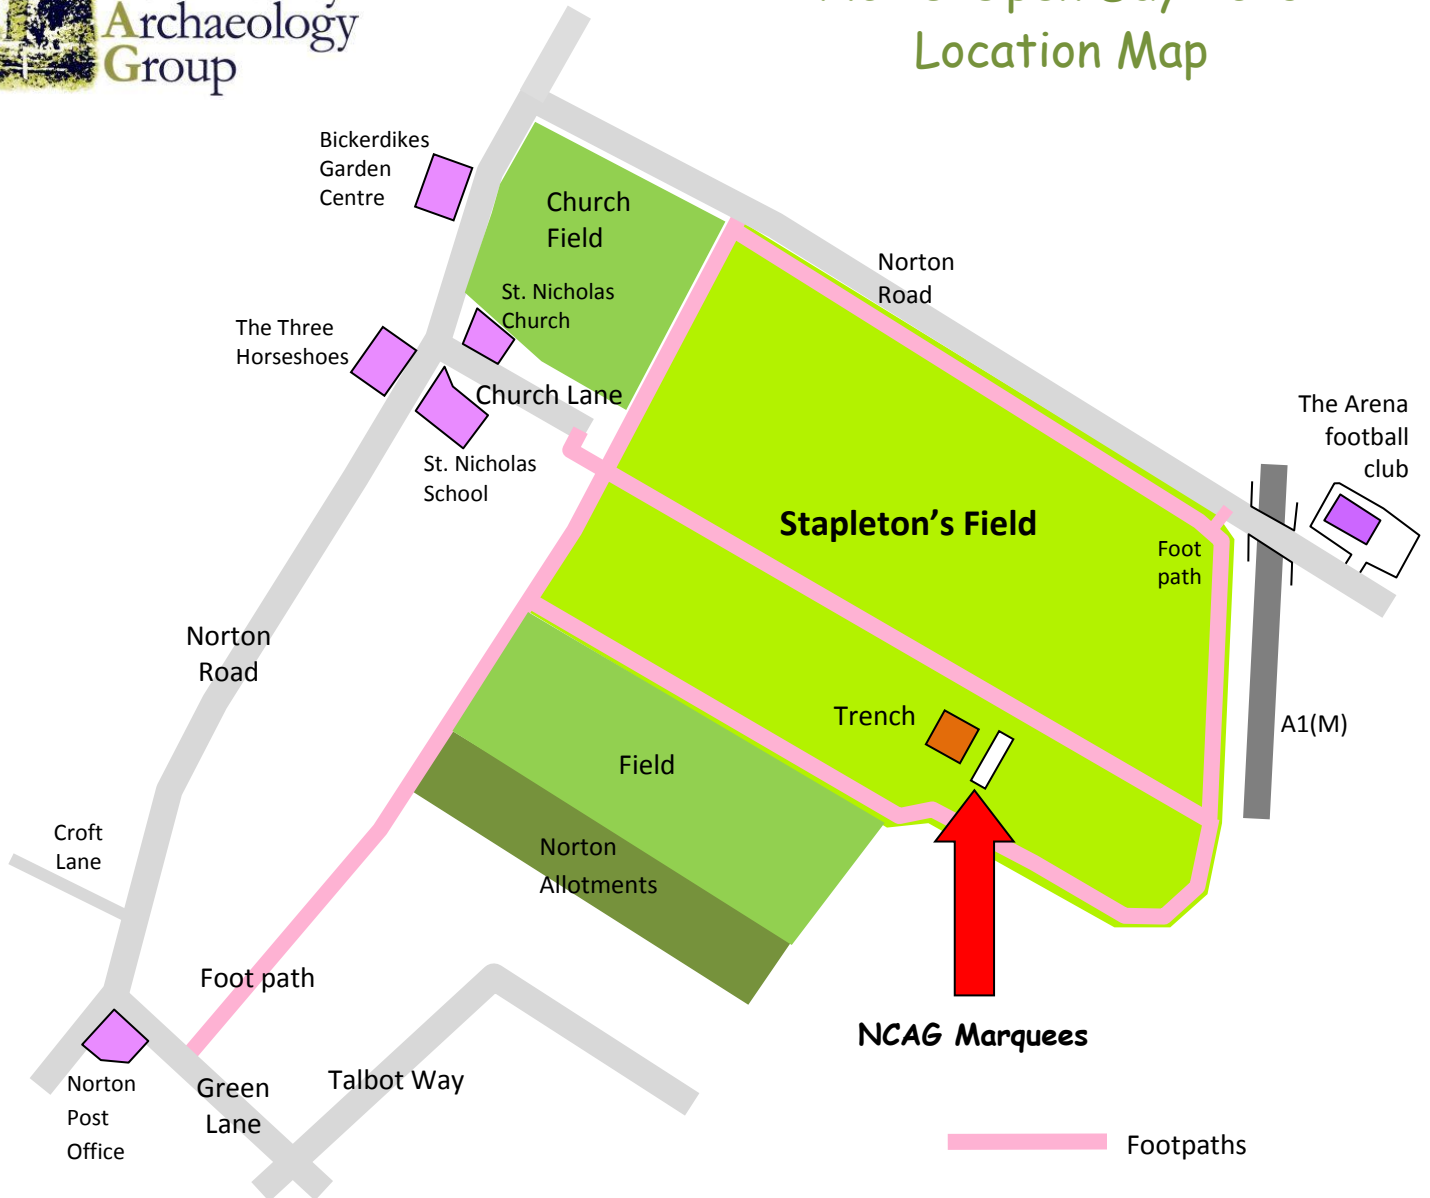 Archaeology
Group
Location Map
Bickerdikes
Garden
Centre
Church
Field
Norton
Road
St. Nicholas
Church
The Three
Horseshoes
Church Lane
The Arena
football
club
St. Nicholas
School
Stapleton's Field
Foot
path
Norton
Road
Trench
A1(M)
Field
Croft
Lane
Norton
Allotments
Foot path
NCAG Marquees
Norton
Post
Office
Green
Lane
Talbot Way
Footpaths